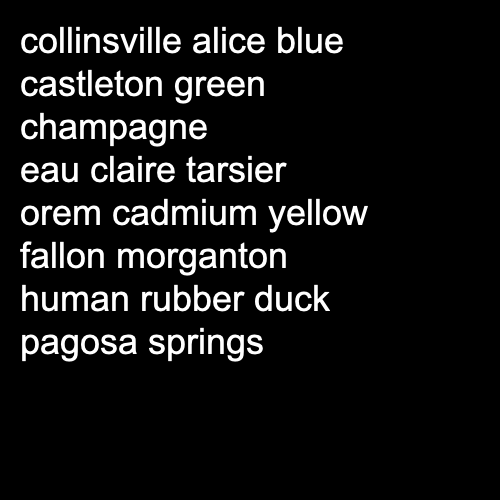 collinsville alice blue
castleton green
champagne
eau claire tarsier
orem cadmium yellow
fallon morganton
human rubber duck
pagosa springs